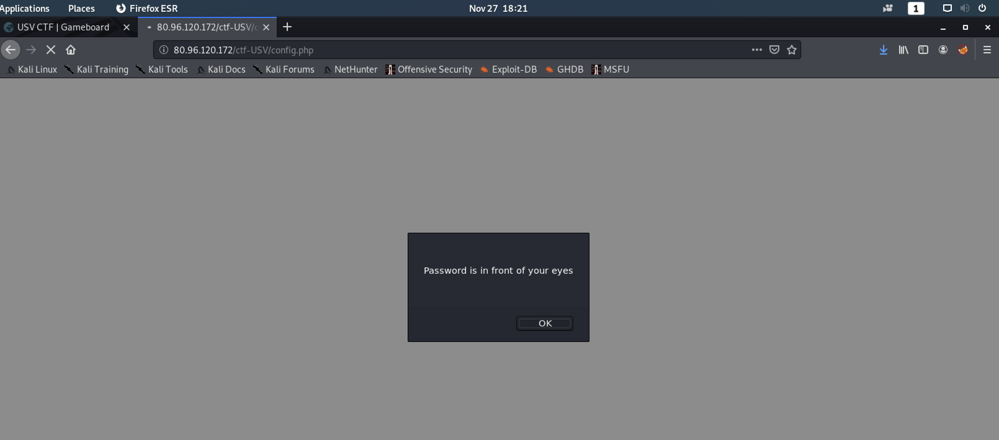 Applications Places Firefox ESR Nov 27 18:21 1
USV CTF | Gameboard 80.96.120.172/ctf-USV/c
80.96.120.172/ctf-USV/config.php
Kali Linux Kali Training Kali Tools Kali Docs Kali Forums NetHunter Offensive Security Exploit-DB GHDB MSFU
Password is in front of your eyes
OK